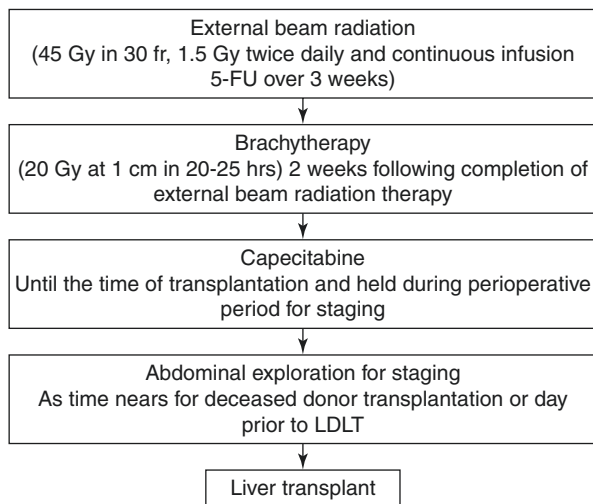 External beam radiation
(45 Gy in 30 fr, 1.5 Gy twice daily and continuous infusion
5-FU over 3 weeks)
Brachytherapy
(20 Gy at 1 cm in 20-25 hrs) 2 weeks following completion of
external beam radiation therapy
Capecitabine
Until the time of transplantation and held during perioperative
period for staging
Abdominal exploration for staging
As time nears for deceased donor transplantation or day
prior to LDLT
Liver transplant